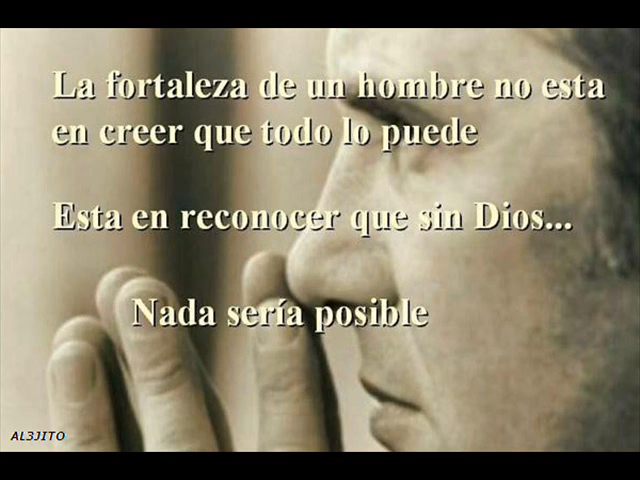 La fortaleza de un hombre no esta
en creer que todo lo puede
Esta en reconocer que sin Dios...
Nada sería posible
AL3JITO